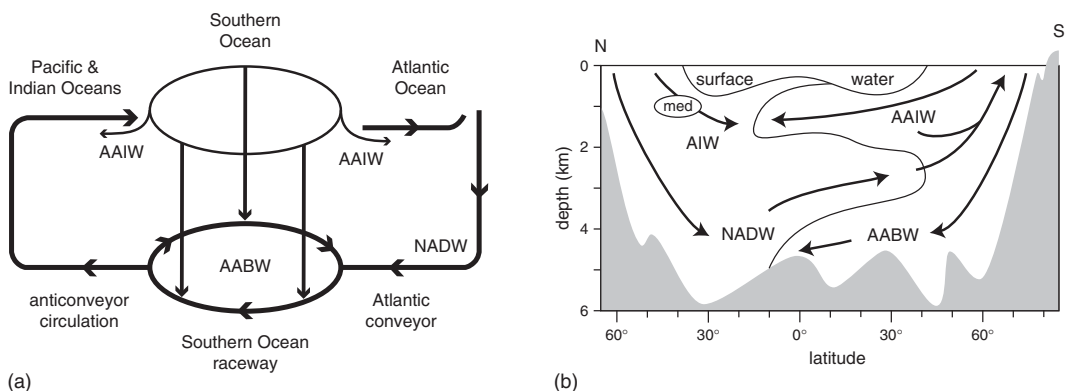 Southern
Ocean
Pacific &
Indian Oceans
Atlantic
Ocean
AAIW
AAIW
AABW
NADW
anticonveyor
circulation
Atlantic
conveyor
Southern Ocean
raceway
(a)
N
S
0
surface
water
med
AAIW
AIW
2
depth (km)
NADW
AABW
4
6
60°
30°
0°
30°
60°
latitude
(b)